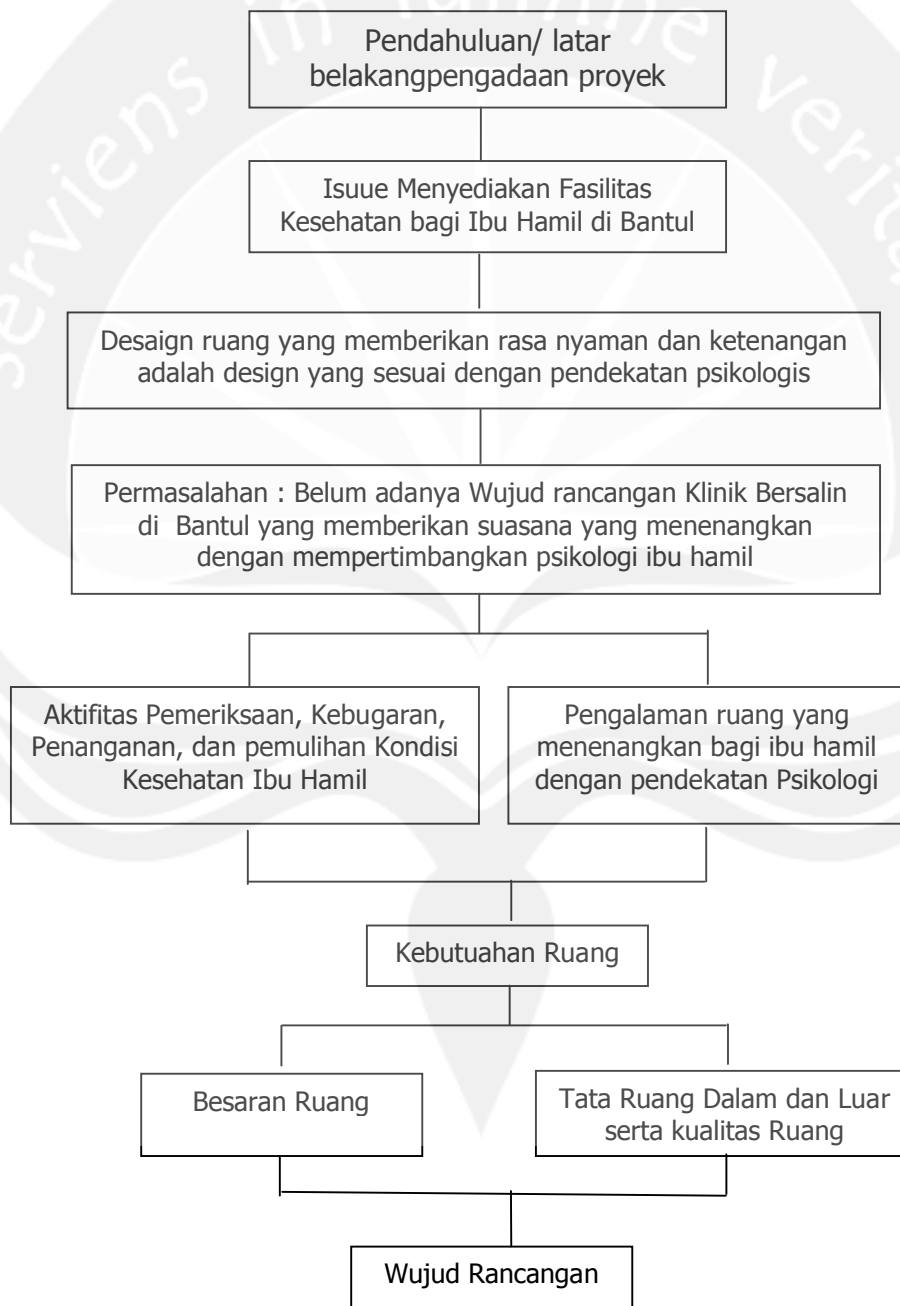 serviens in lumine verita
Pendahuluan/ latar
belakangpengadaan proyek
Isuue Menyediakan Fasilitas
Kesehatan bagi Ibu Hamil di Bantul
Desaign ruang yang memberikan rasa nyaman dan ketenangan
adalah design yang sesuai dengan pendekatan psikologis
Permasalahan : Belum adanya Wujud rancangan Klinik Bersalin
di Bantul yang memberikan suasana yang menenangkan
dengan mempertimbangkan psikologi ibu hamil
Aktifitas Pemeriksaan, Kebugaran,
Penanganan, dan pemulihan Kondisi
Kesehatan Ibu Hamil
Pengalaman ruang yang
menenangkan bagi ibu hamil
dengan pendekatan Psikologi
Kebutuahan Ruang
Besaran Ruang
Tata Ruang Dalam dan Luar
serta kualitas Ruang
Wujud Rancangan